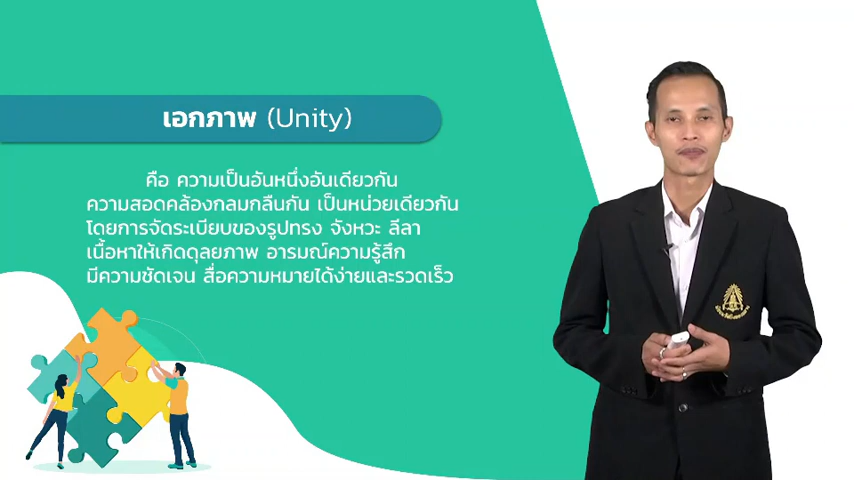 เอกภาพ (Unity)
คือ ความเป็นอันหนึ่งอันเดียวกัน
ความสอดคล้องกลมกลืนกัน เป็นหน่วยเดียวกัน
โดยการจัดระเบียบของรูปทรง จังหวะ ลีลา
เนื้อหาให้เกิดดุลยภาพ อารมณ์ความรู้สึก
มีความชัดเจน สื่อความหมายได้ง่ายและรวดเร็ว